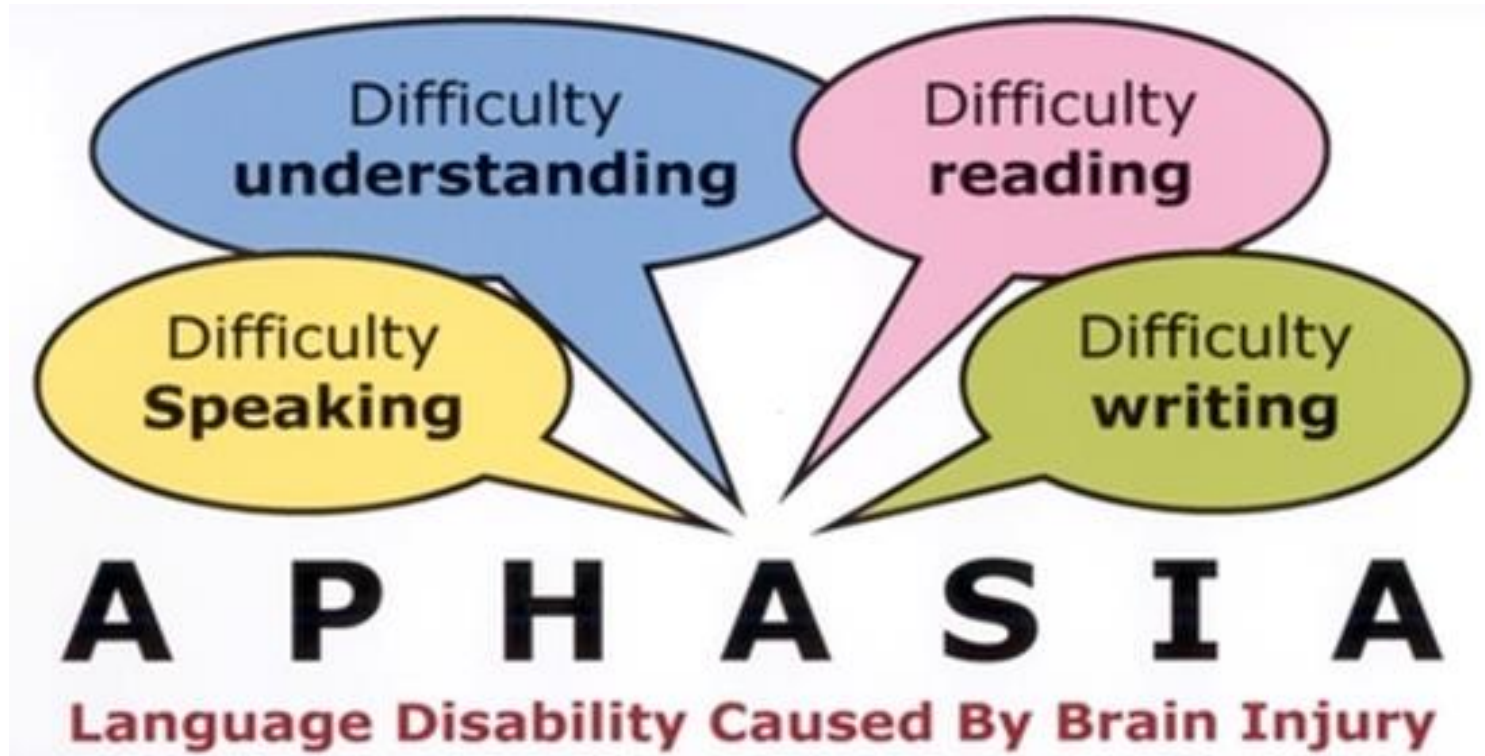 Difficulty
understanding
Difficulty
reading
Difficulty
Speaking
Difficulty
writing
A P H A S I A
Language Disability Caused By Brain Injury